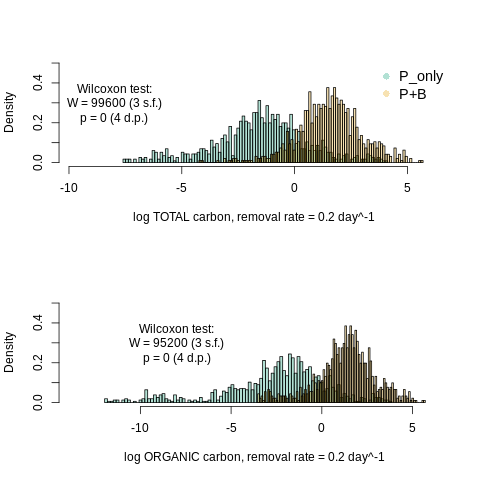 Density
0.0
0.2
0.4
Wilcoxon test:
W = 99600 (3 s.f.)
p = 0 (4 d.p.)
P_only
P+B
-10
-5
0
5
log TOTAL carbon, removal rate = 0.2 day^-1
Density
0.0
0.2
0.4
Wilcoxon test:
W = 95200 (3 s.f.)
p = 0 (4 d.p.)
-10
-5
0
5
log ORGANIC carbon, removal rate = 0.2 day^-1